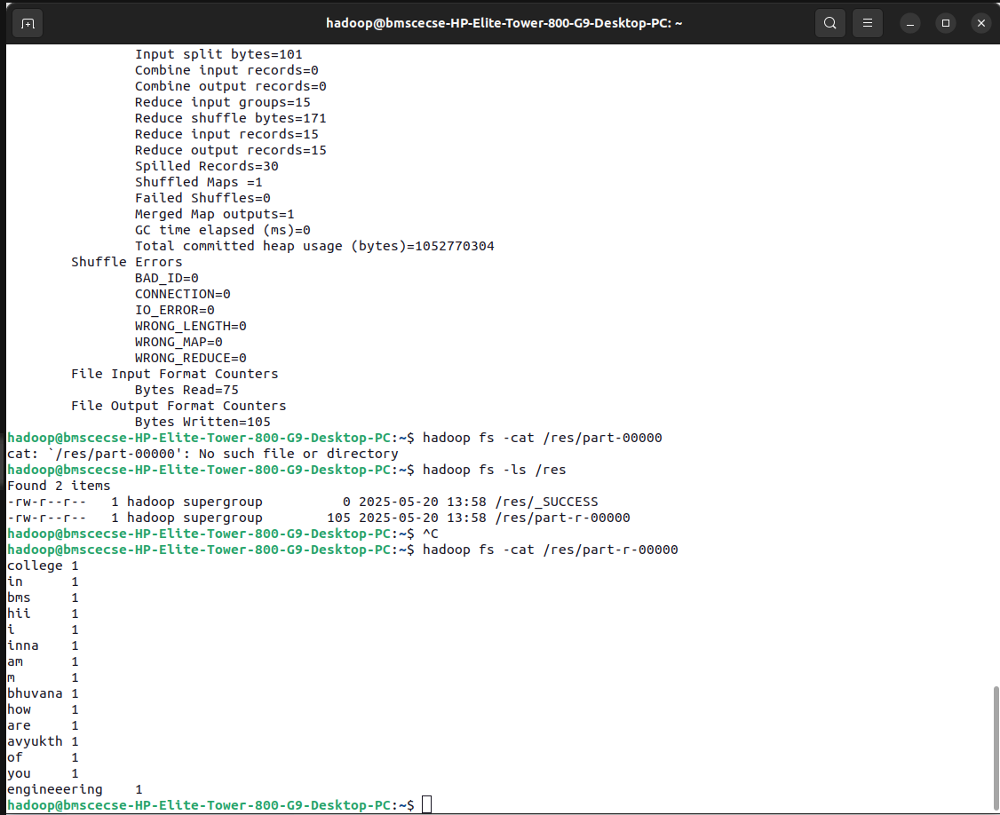 hadoop@bmscecse-HP-Elite-Tower-800-G9-Desktop-PC: ~
Input split bytes=101
Combine input records=0
Combine output records=0
Reduce input groups=15
Reduce shuffle bytes=171
Reduce input records=15
Reduce output records=15
Spilled Records=30
Shuffled Maps =1
Failed Shuffles=0
Merged Map outputs=1
GC time elapsed (ms)=0
Total committed heap usage (bytes)=1052770304
Shuffle Errors
BAD_ID=0
CONNECTION=0
IO_ERROR=0
WRONG_LENGTH=0
WRONG_MAP=0
WRONG_REDUCE=0
File Input Format Counters
Bytes Read=75
File Output Format Counters
Bytes Written=105
hadoop@bmscecse-HP-Elite-Tower-800-G9-Desktop-PC:~$ hadoop fs -cat /res/part-00000
cat: `/res/part-00000': No such file or directory
hadoop@bmscecse-HP-Elite-Tower-800-G9-Desktop-PC:~$ hadoop fs -ls /res
Found 2 items
-rw-r--r--   1 hadoop supergroup          0 2025-05-20 13:58 /res/_SUCCESS
-rw-r--r--   1 hadoop supergroup        105 2025-05-20 13:58 /res/part-r-00000
hadoop@bmscecse-HP-Elite-Tower-800-G9-Desktop-PC:~$ ^C
hadoop@bmscecse-HP-Elite-Tower-800-G9-Desktop-PC:~$ hadoop fs -cat /res/part-r-00000
college 1
in      1
bms     1
hii     1
i       1
inna    1
am      1
m       1
bhuvana 1
how     1
are     1
avyukth 1
of      1
you     1
engineeering    1
hadoop@bmscecse-HP-Elite-Tower-800-G9-Desktop-PC:~$